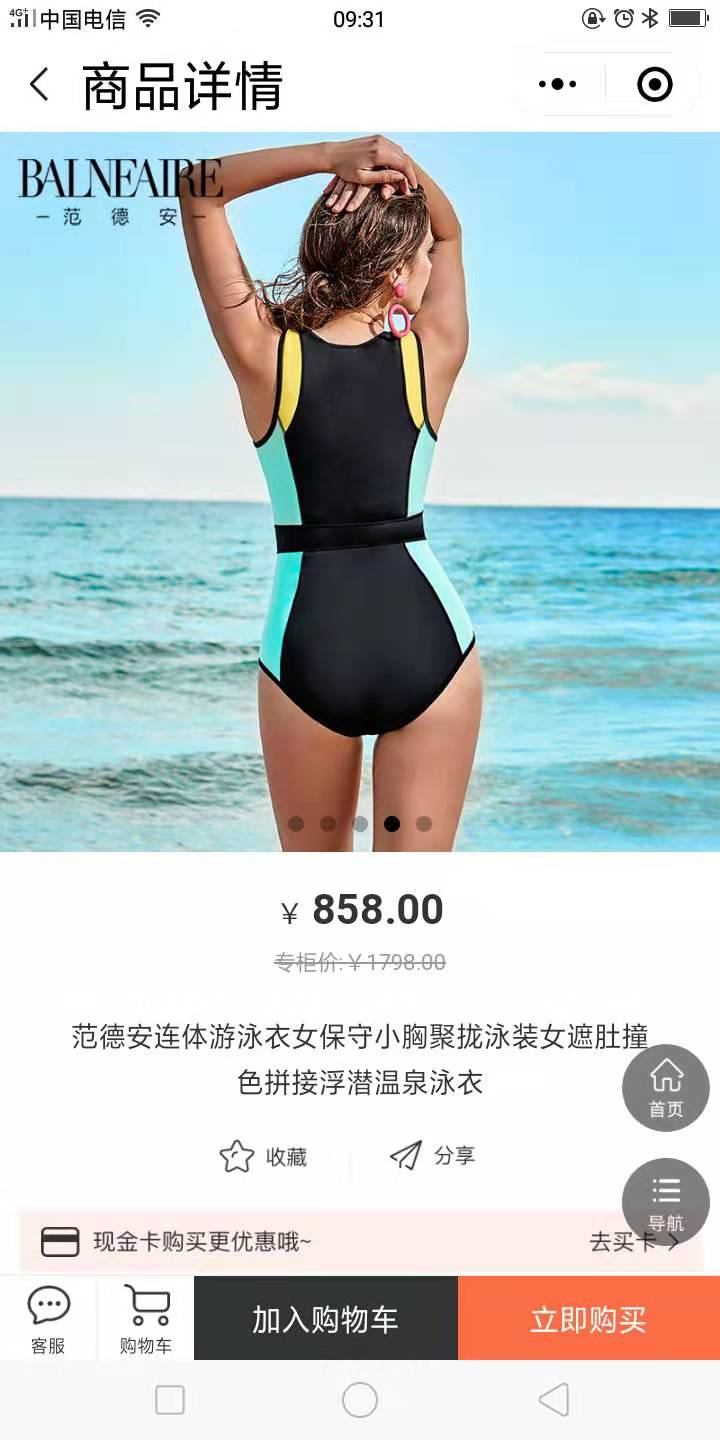 4G+ 中国电信 09:31
商品详情
BALNEAIRE
范德安
¥ 858.00
专柜价:¥1798.00
范德安连体游泳衣女保守小胸聚拢泳装女遮肚撞
色拼接浮潜温泉泳衣
首页
收藏 分享
导航
现金卡购买更优惠哦~ 去买卡
客服 购物车 加入购物车 立即购买